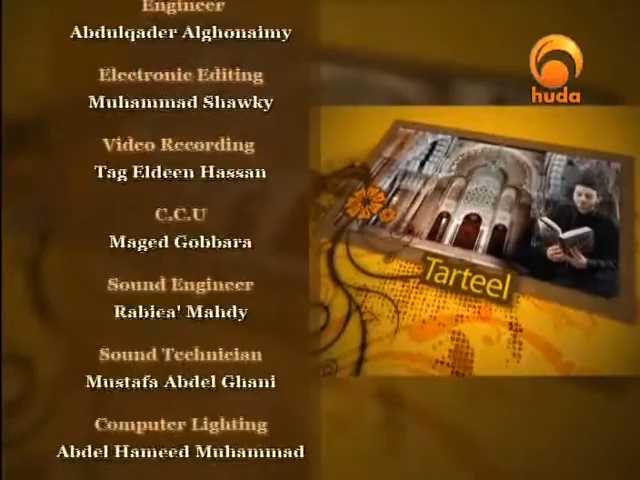 Engineer
Abdulqader Alghonaimy
Electronic Editing
Muhammad Shawky
Video Recording
Tag Eldeen Hassan
C.C.U
Maged Gobbara
Sound Engineer
Rabiea' Mahdy
Sound Technician
Mustafa Abdel Ghani
Computer Lighting
Abdel Hameed Muhammad
huda
Tarteel